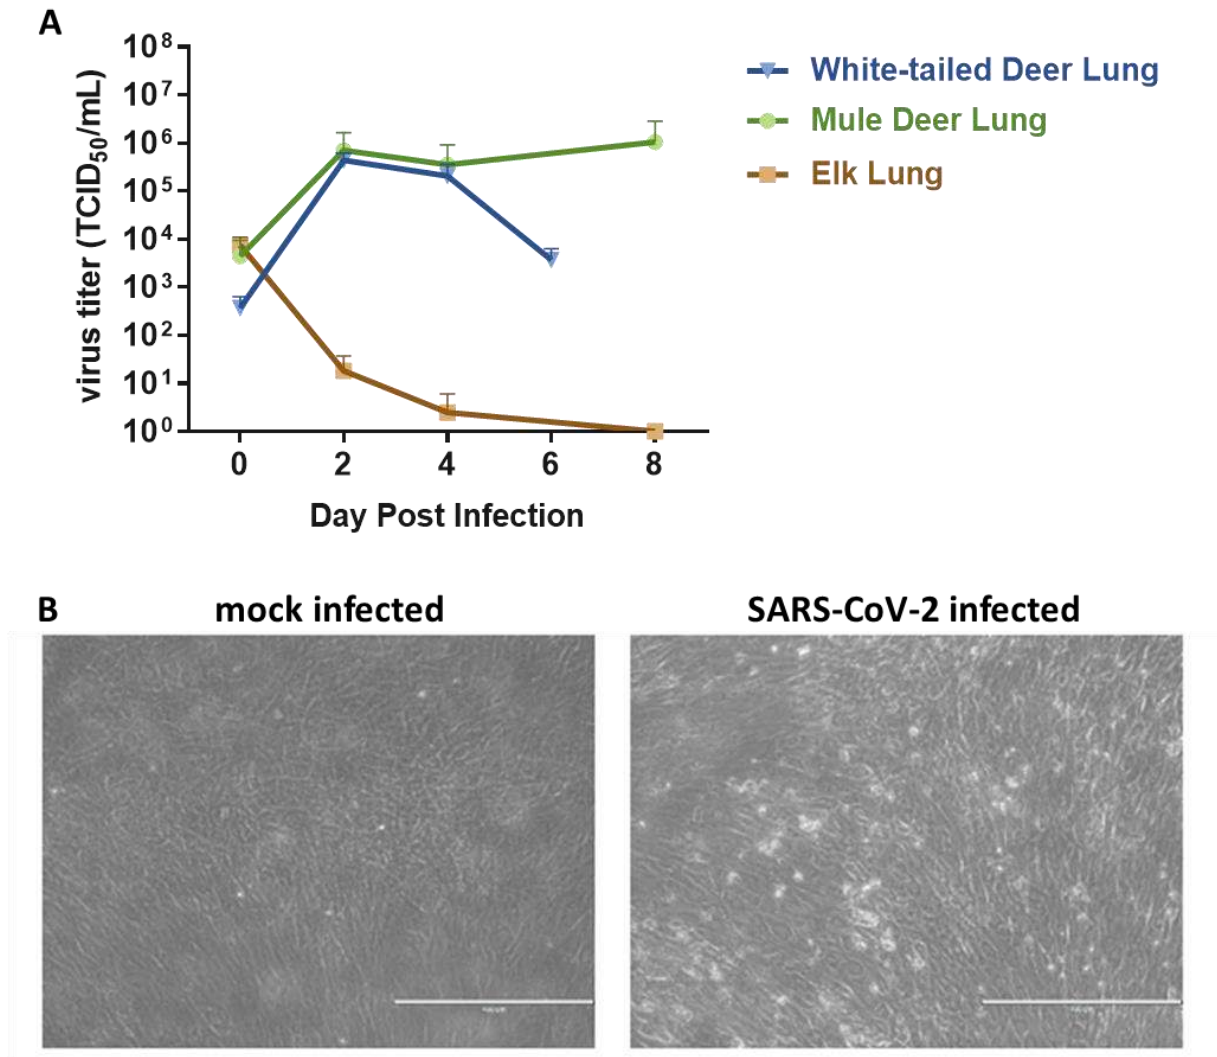 A
10⁸
10⁷
10⁶
10⁵
10⁴
10³
10²
10¹
10⁰
virus titer (TCID₅₀/mL)
0 2 4 6 8
Day Post Infection
White-tailed Deer Lung
Mule Deer Lung
Elk Lung
B
mock infected
SARS-CoV-2 infected